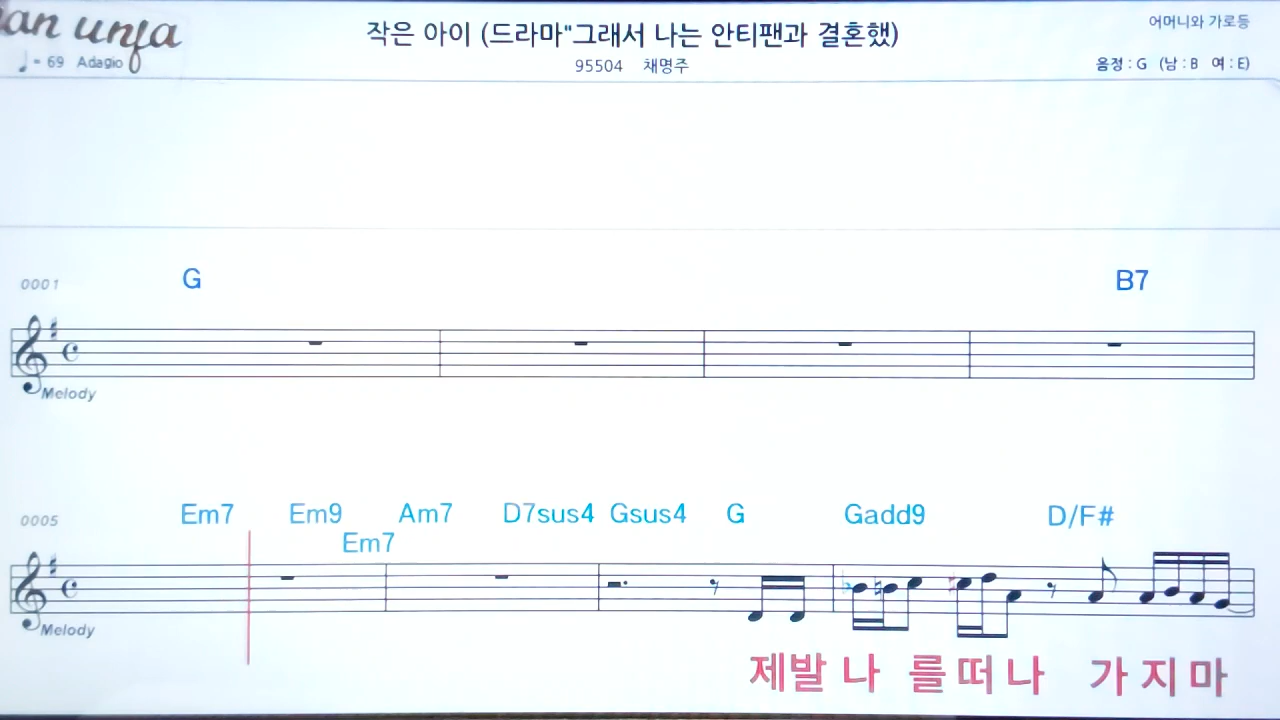 an unfa
작은 아이 (드라마"그래서 나는 안티팬과 결혼했)
어머니와 가로등
♩= 69 Adagio
95504 채명주
음정 : G (남 : B 여 : E)
0001 G B7
Melody
0005 Em7 Em9 Am7 D7sus4 Gsus4 G Gadd9 D/F#
Em7
Melody
제발 나 를 떠 나 가 지 마